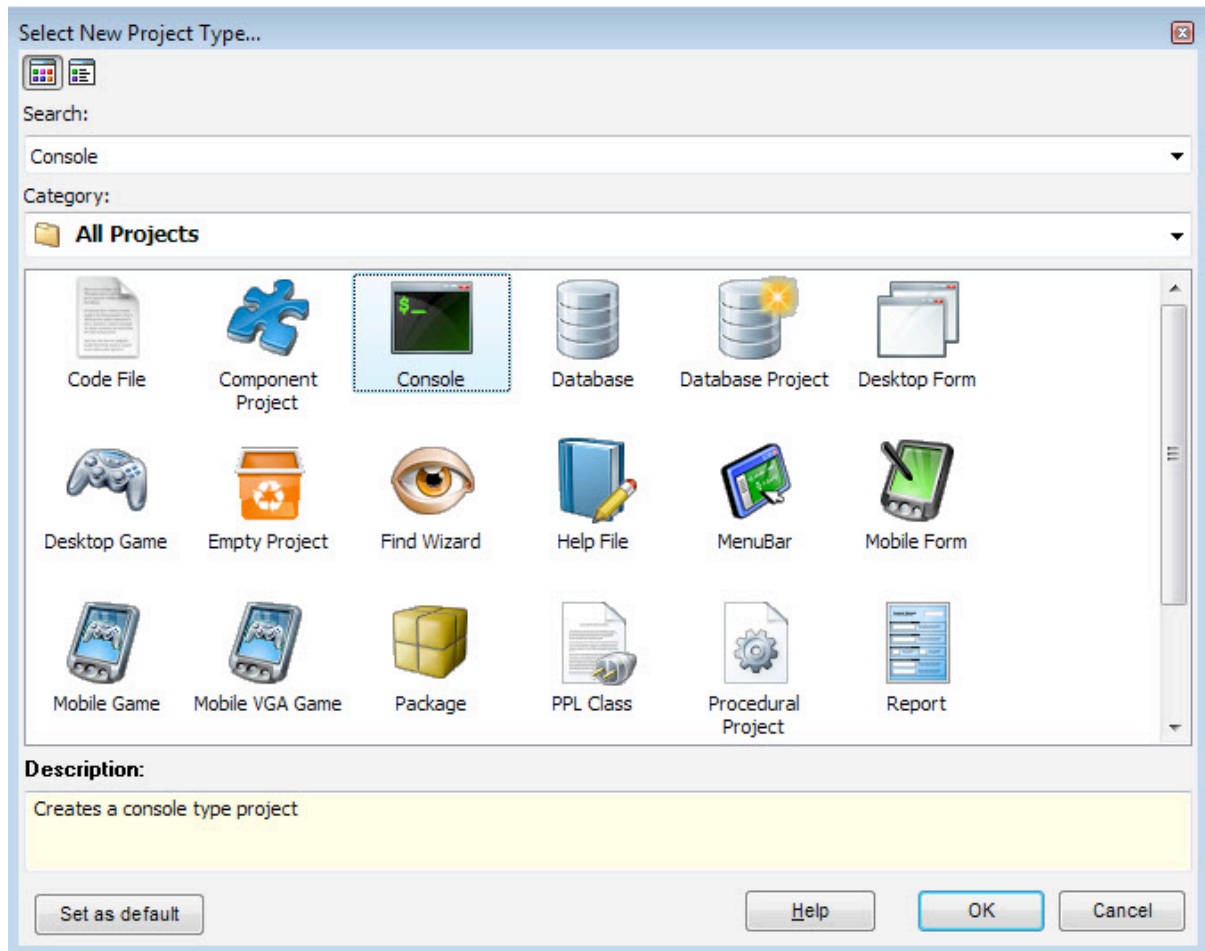 Select New Project Type...
Search:
Console
Category:
All Projects
Code File
Component
Project
$_
Console
Database
Database Project
Desktop Form
Desktop Game
Empty Project
Find Wizard
Help File
MenuBar
Mobile Form
Mobile Game
Mobile VGA Game
Package
PPL Class
Procedural
Project
Report
Description:
Creates a console type project
Set as default
Help
OK
Cancel